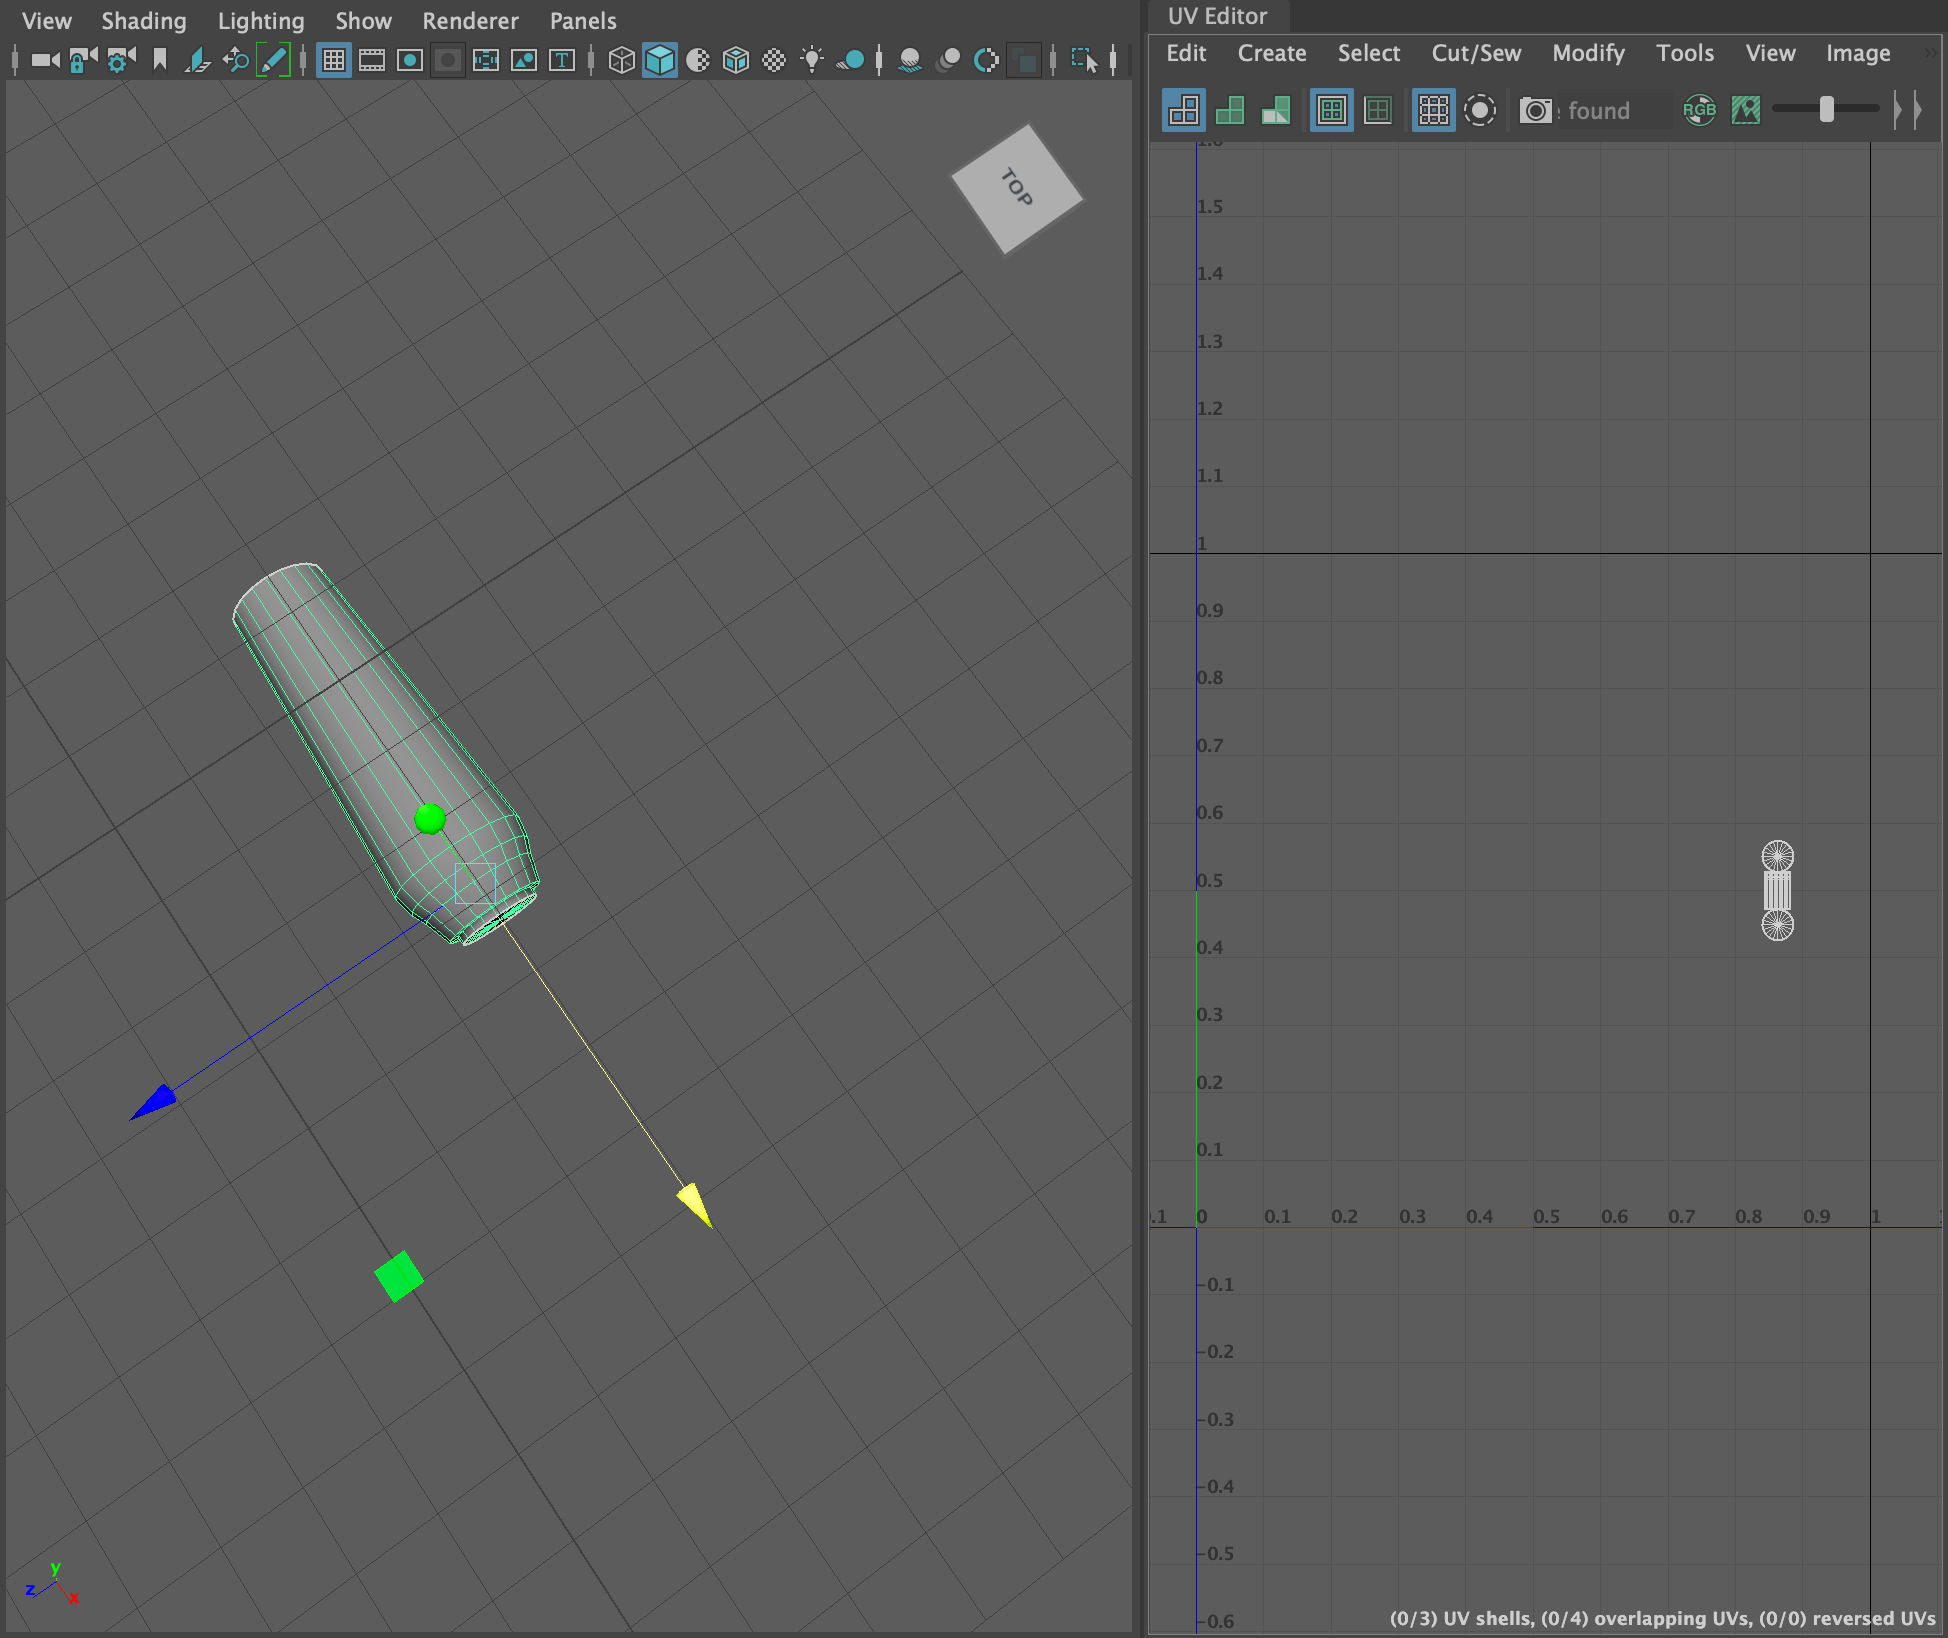 View Shading Lighting Show Renderer Panels
TOP
y
z
x
UV Editor
Edit Create Select Cut/Sew Modify Tools View Image
found
RGB
1.5
1.4
1.3
1.2
1.1
1
0.9
0.8
0.7
0.6
0.5
0.4
0.3
0.2
0.1
0 0.1 0.2 0.3 0.4 0.5 0.6 0.7 0.8 0.9 1
-0.1
-0.2
-0.3
-0.4
-0.5
-0.6
(0/3) UV shells, (0/4) overlapping UVs, (0/0) reversed UVs